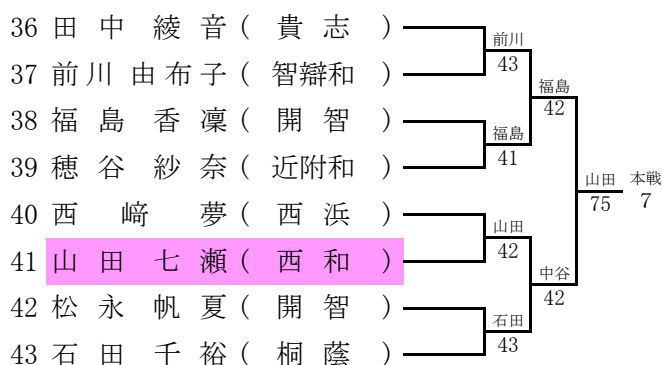 36 田中綾音(貴志)
37 前川由布子(智辯和)
38 福島香凜(開智)
39 穂谷紗奈(近附和)
40 西﨑夢(西浜)
41 山田七瀬(西和)
42 松永帆夏(開智)
43 石田千裕(桐蔭)
前川
43
福島
41
山田
42
石田
43
福島
42
中谷
42
山田
75
本戦
7